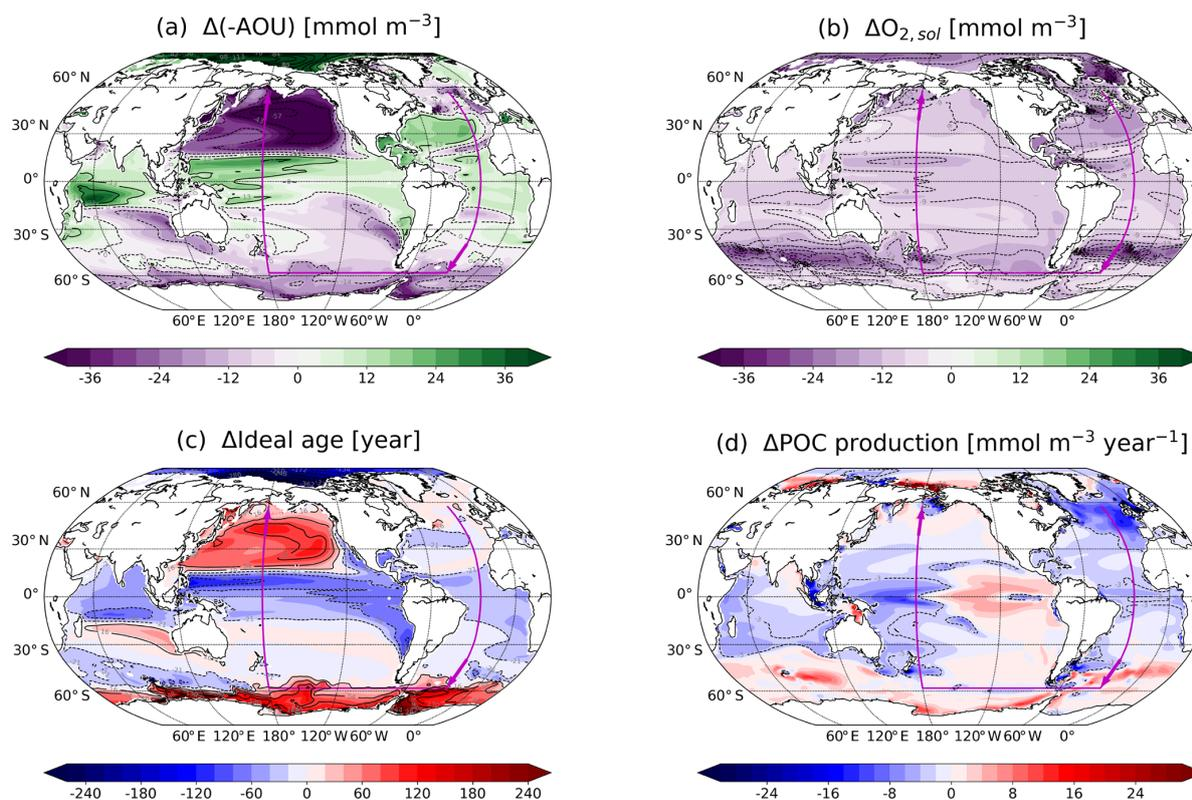 (a) Δ(-AOU) [mmol m⁻³]
60°N
30°N
0°
30°S
60°S
60°E 120°E 180° 120°W 60°W 0°
-36 -24 -12 0 12 24 36
(b) ΔO₂,sol [mmol m⁻³]
60°N
30°N
0°
30°S
60°S
60°E 120°E 180° 120°W 60°W 0°
-36 -24 -12 0 12 24 36
(c) ΔIdeal age [year]
60°N
30°N
0°
30°S
60°S
60°E 120°E 180° 120°W 60°W 0°
-240 -180 -120 -60 0 60 120 180 240
(d) ΔPOC production [mmol m⁻³ year⁻¹]
60°N
30°N
0°
30°S
60°S
60°E 120°E 180° 120°W 60°W 0°
-24 -16 -8 0 8 16 24